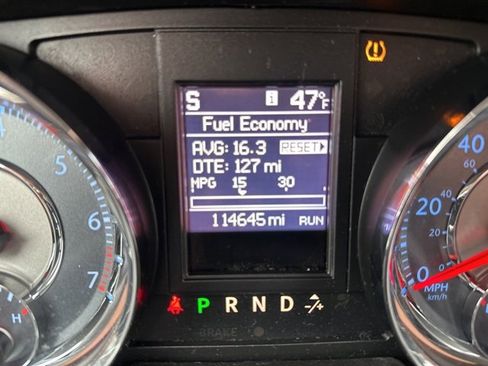 S i 47°F
Fuel Economy
AVG: 16.3 RESET
DTE: 127 mi
MPG 15 30
114645 mi RUN
P R N D -/+
BRAKE
4
5
6
7
H
40
20
0
MPH
km/h